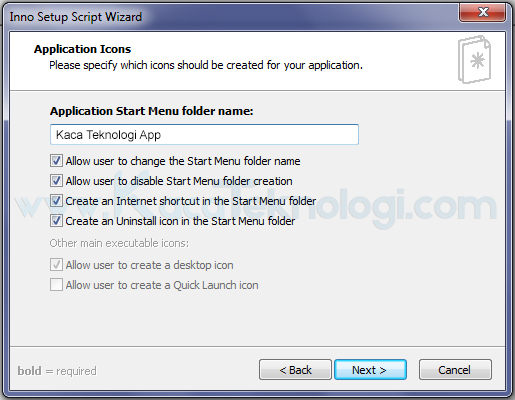 Inno Setup Script Wizard
Application Icons
Please specify which icons should be created for your application.
Application Start Menu folder name:
Kaca Teknologi App
Allow user to change the Start Menu folder name
Allow user to disable Start Menu folder creation
www.KacaTeknologi.com
Create an Internet shortcut in the Start Menu folder
Create an Uninstall icon in the Start Menu folder
Other main executable icons:
Allow user to create a desktop icon
Allow user to create a Quick Launch icon
bold = required
< Back
Next >
Cancel